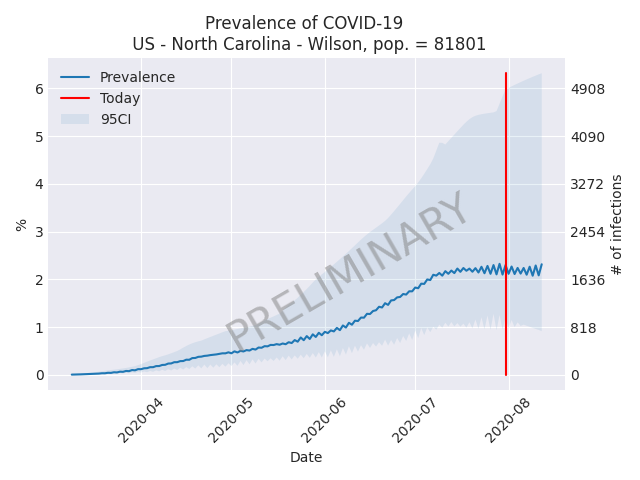 Prevalence of COVID-19
US - North Carolina - Wilson, pop. = 81801
Prevalence
Today
95CI
6
5
4
3
2
1
0
%
4908
4090
3272
2454
1636
818
0
# of infections
PRELIMINARY
2020-04
2020-05
2020-06
2020-07
2020-08
Date